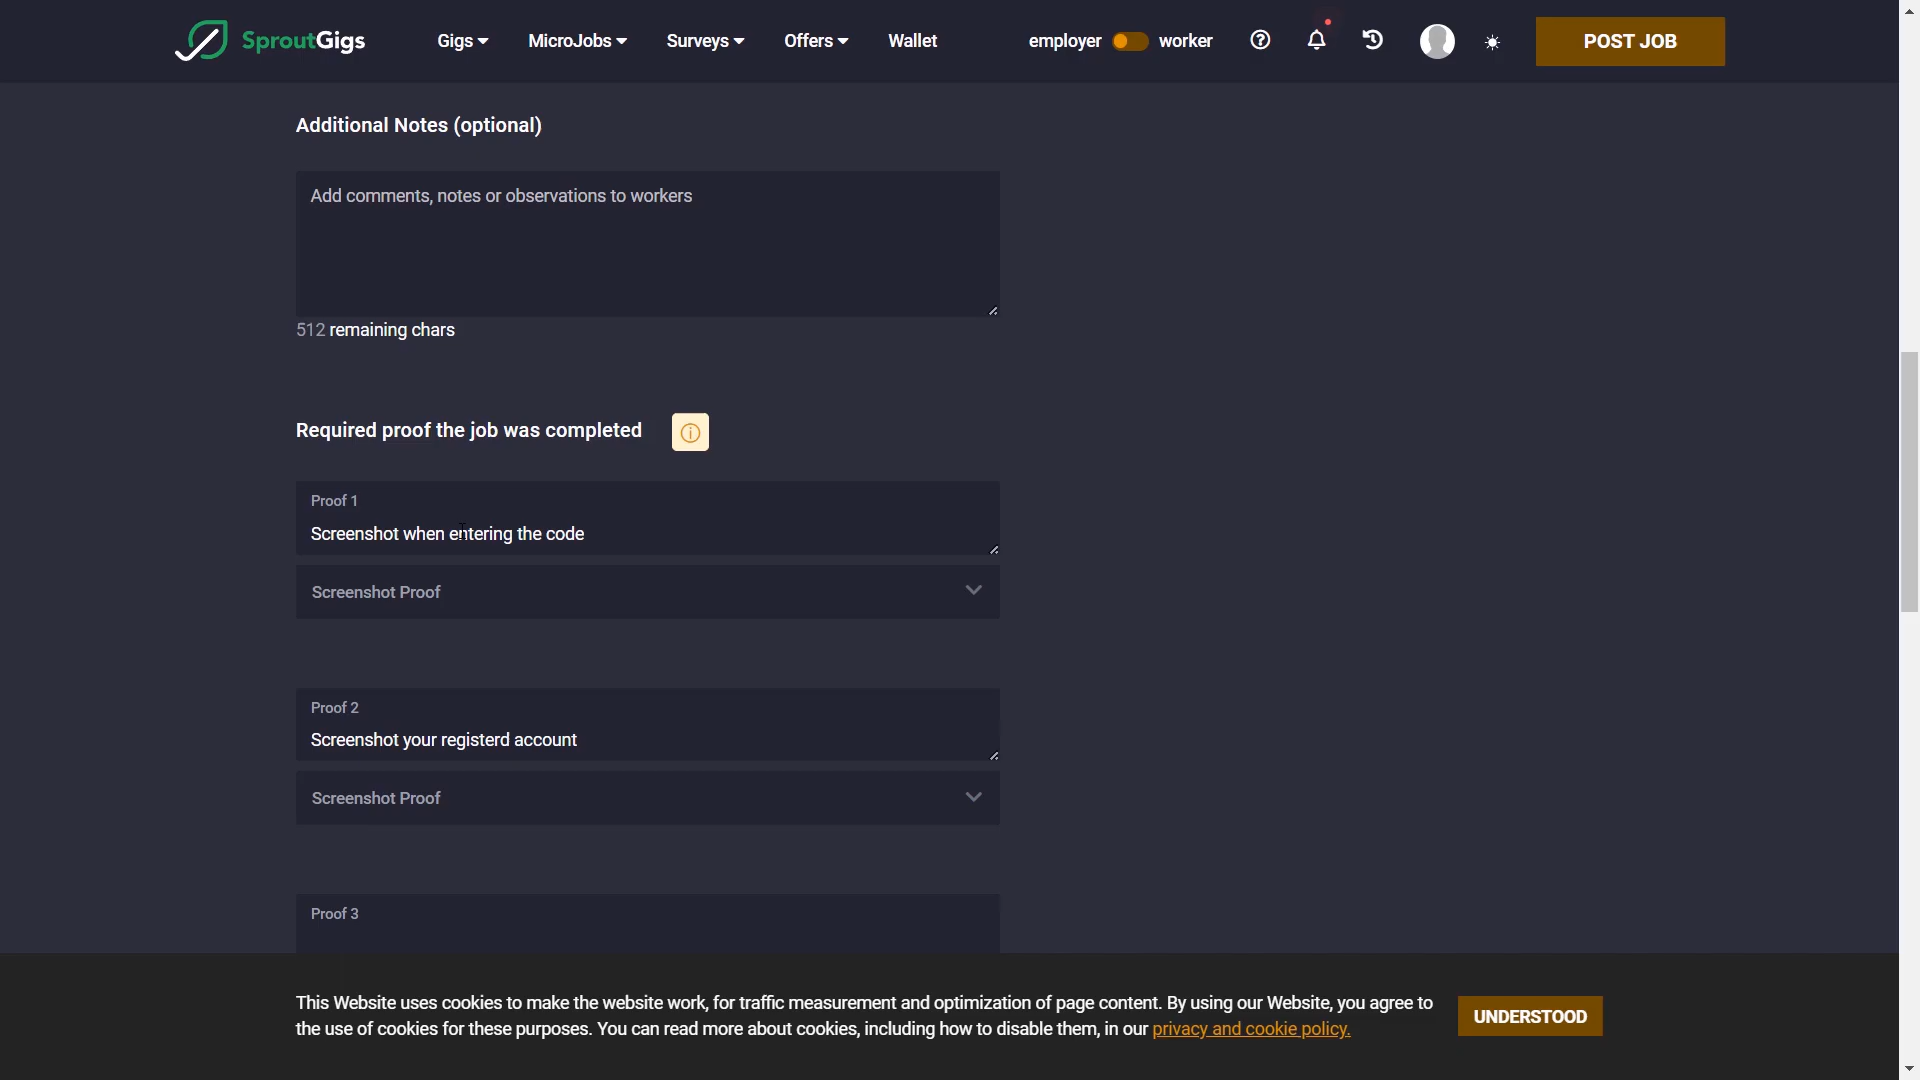 SproutGigs
Gigs
MicroJobs
Surveys
Offers
Wallet
employer
worker
POST JOB
Additional Notes (optional)
Add comments, notes or observations to workers
512 remaining chars
Required proof the job was completed
Proof 1
Screenshot when entering the code
Screenshot Proof
Proof 2
Screenshot your registerd account
Screenshot Proof
Proof 3
This Website uses cookies to make the website work, for traffic measurement and optimization of page content. By using our Website, you agree to
the use of cookies for these purposes. You can read more about cookies, including how to disable them, in our privacy and cookie policy.
UNDERSTOOD